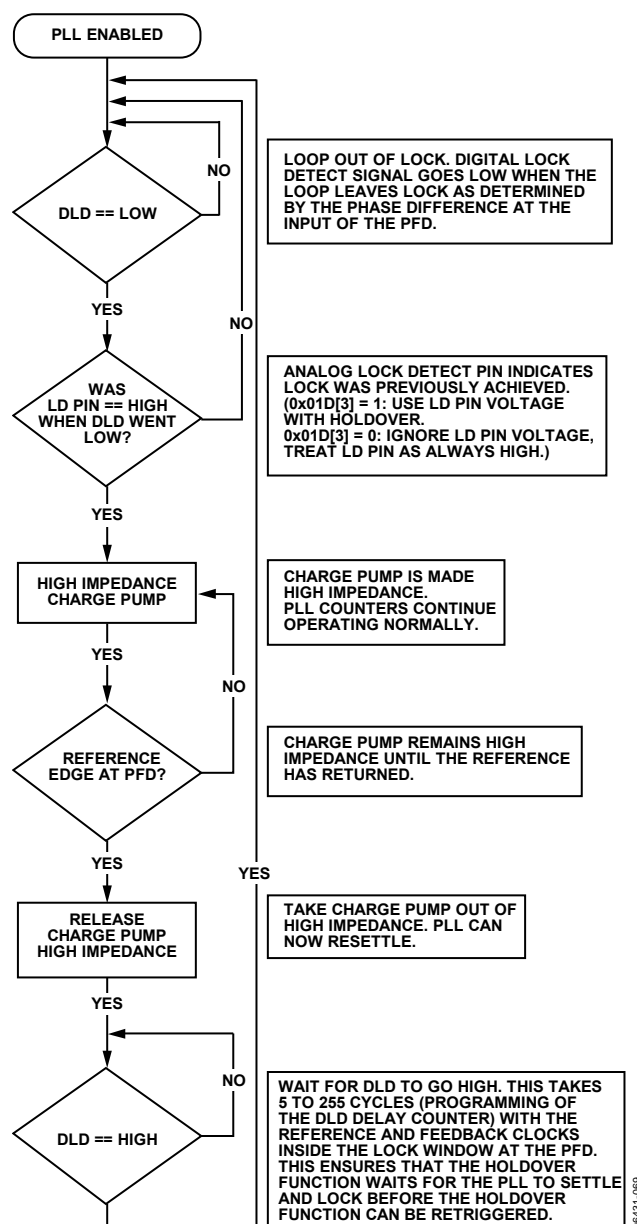 PLL ENABLED
NO
DLD == LOW
LOOP OUT OF LOCK. DIGITAL LOCK
DETECT SIGNAL GOES LOW WHEN THE
LOOP LEAVES LOCK AS DETERMINED
BY THE PHASE DIFFERENCE AT THE
INPUT OF THE PFD.
YES
NO
WAS
LD PIN == HIGH
WHEN DLD WENT
LOW?
ANALOG LOCK DETECT PIN INDICATES
LOCK WAS PREVIOUSLY ACHIEVED.
(0x01D[3] = 1: USE LD PIN VOLTAGE
WITH HOLDOVER.
0x01D[3] = 0: IGNORE LD PIN VOLTAGE,
TREAT LD PIN AS ALWAYS HIGH.)
YES
HIGH IMPEDANCE
CHARGE PUMP
CHARGE PUMP IS MADE
HIGH IMPEDANCE.
PLL COUNTERS CONTINUE
OPERATING NORMALLY.
YES
NO
REFERENCE
EDGE AT PFD?
CHARGE PUMP REMAINS HIGH
IMPEDANCE UNTIL THE REFERENCE
HAS RETURNED.
YES
YES
RELEASE
CHARGE PUMP
HIGH IMPEDANCE
TAKE CHARGE PUMP OUT OF
HIGH IMPEDANCE. PLL CAN
NOW RESETTLE.
YES
NO
DLD == HIGH
WAIT FOR DLD TO GO HIGH. THIS TAKES
5 TO 255 CYCLES (PROGRAMMING OF
THE DLD DELAY COUNTER) WITH THE
REFERENCE AND FEEDBACK CLOCKS
INSIDE THE LOCK WINDOW AT THE PFD.
THIS ENSURES THAT THE HOLDOVER
FUNCTION WAITS FOR THE PLL TO SETTLE
AND LOCK BEFORE THE HOLDOVER
FUNCTION CAN BE RETRIGGERED.